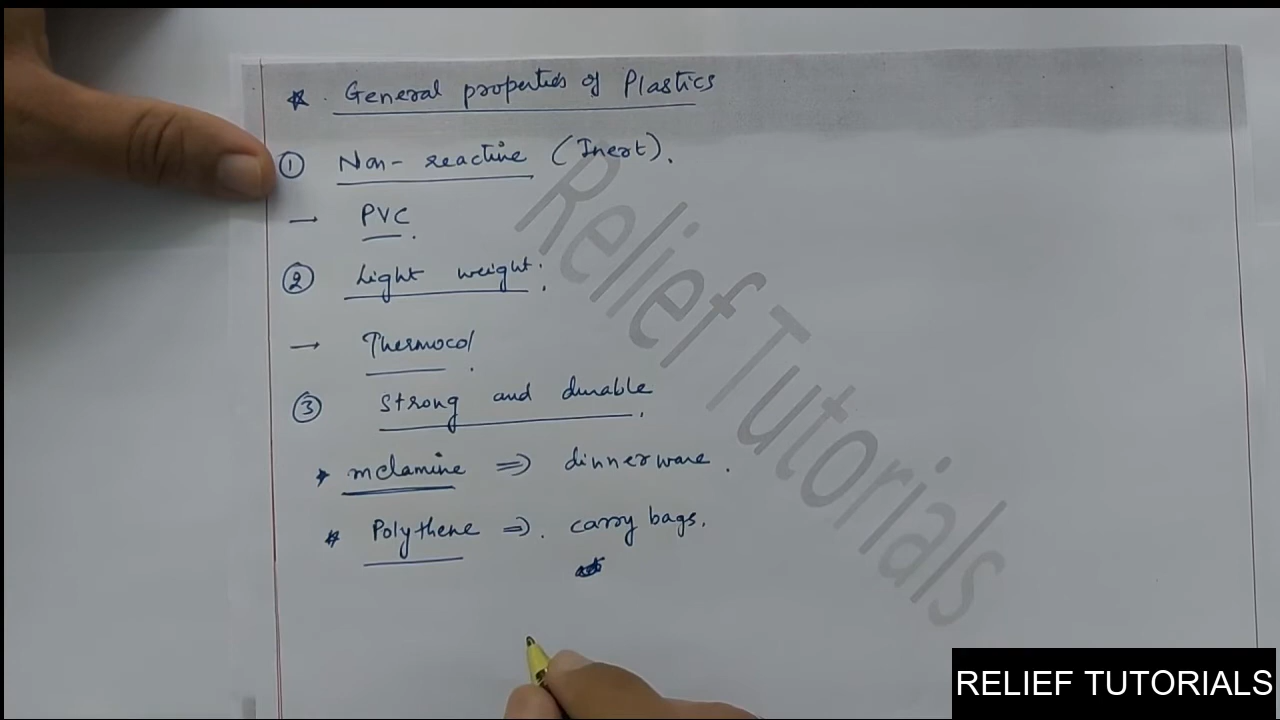 * General properties of Plastics
① Non-reactive (Inert).
→ PVC.
② Light weight:
→ Thermocol.
③ Strong and durable.
* melamine ⇒ dinnerware.
* Polythene ⇒. carry bags.
Relief Tutorials
RELIEF TUTORIALS